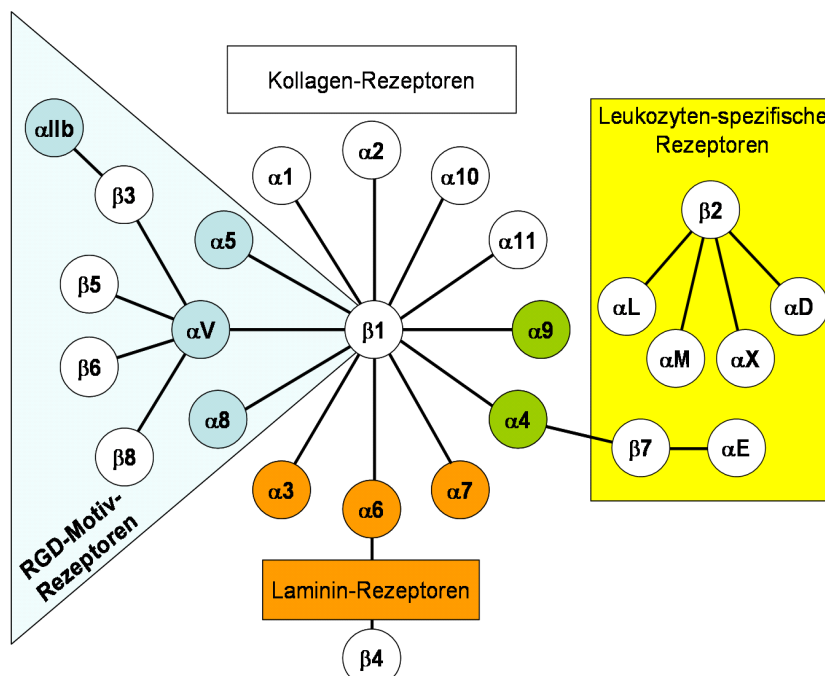 Kollagen-Rezeptoren
Leukozyten-spezifische
Rezeptoren
αIIb
α2
α1
α10
β3
β2
α5
α11
β5
αL
αD
αV
β1
α9
αM
αX
β6
α8
α4
β7
αE
β8
α3
α6
α7
RGD-Motiv-
Rezeptoren
Laminin-Rezeptoren
β4